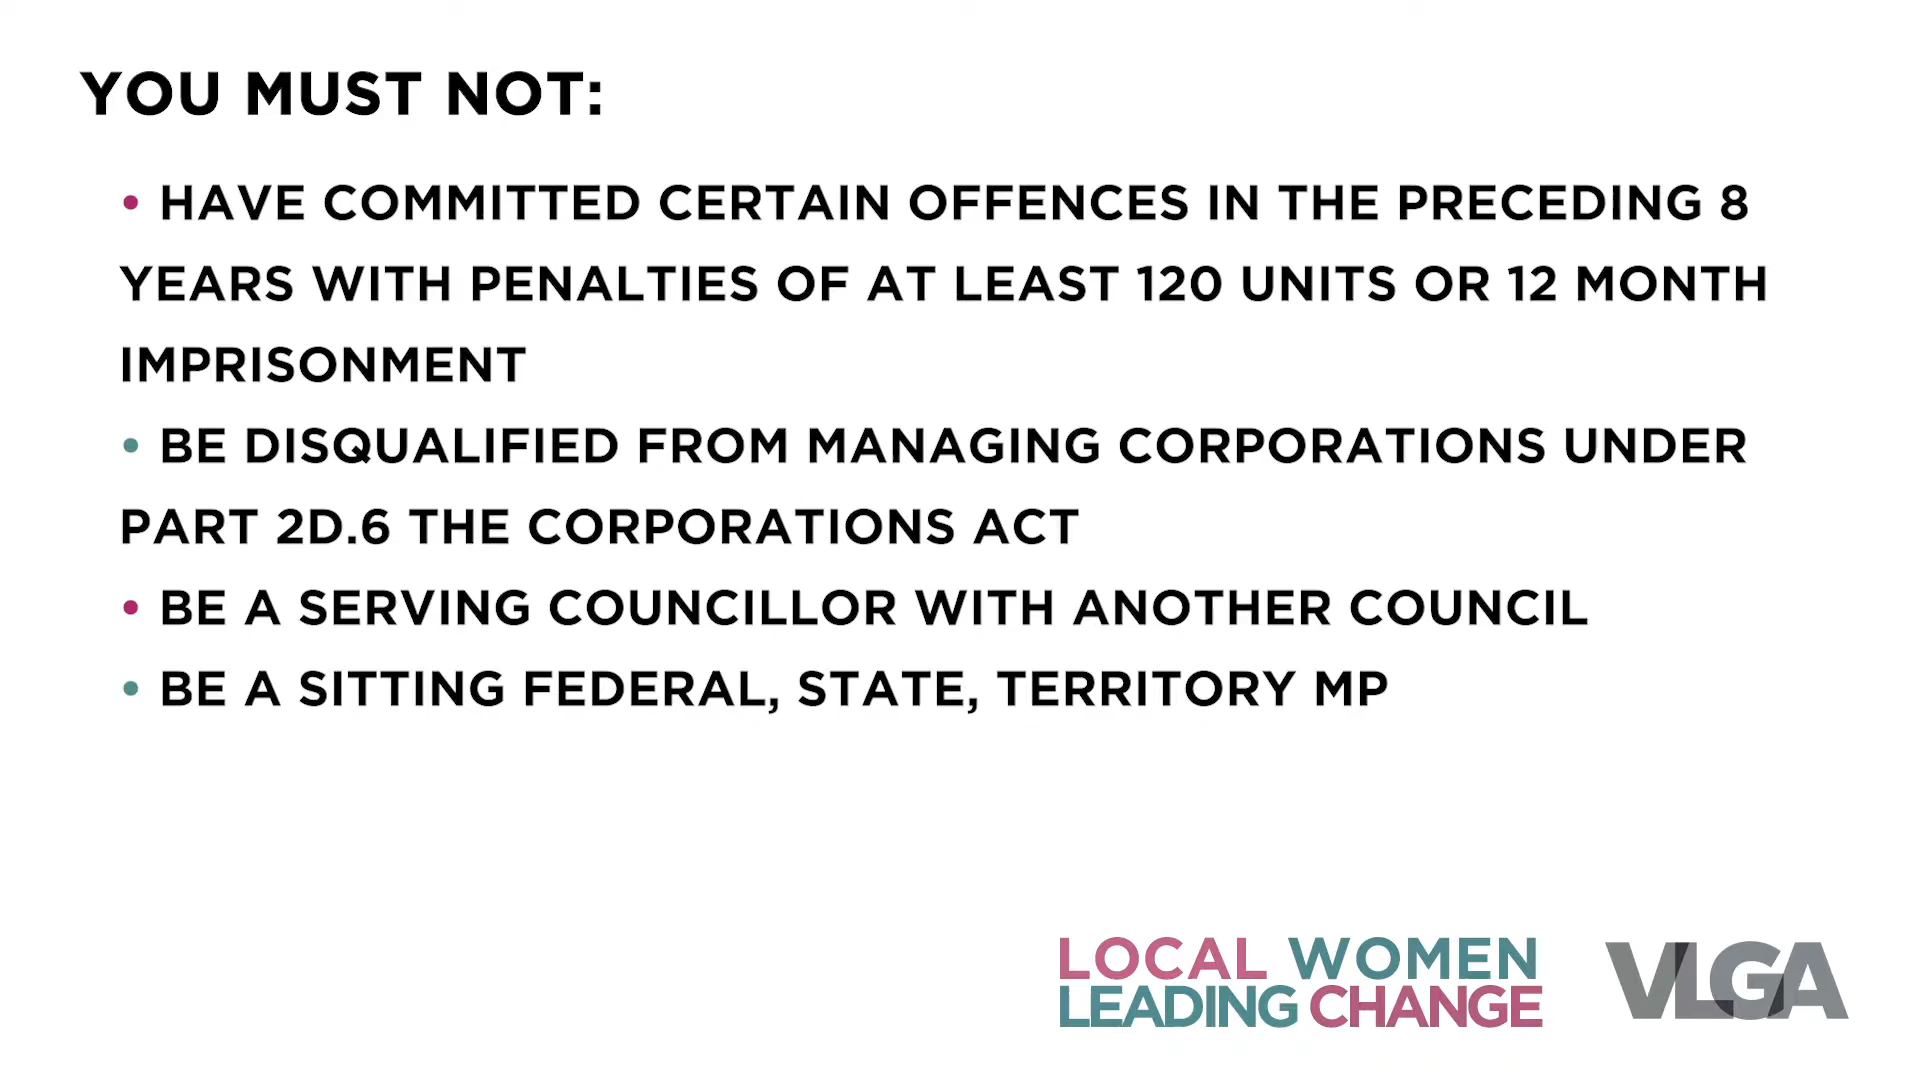 YOU MUST NOT:
• HAVE COMMITTED CERTAIN OFFENCES IN THE PRECEDING 8
YEARS WITH PENALTIES OF AT LEAST 120 UNITS OR 12 MONTH
IMPRISONMENT
• BE DISQUALIFIED FROM MANAGING CORPORATIONS UNDER
PART 2D.6 THE CORPORATIONS ACT
• BE A SERVING COUNCILLOR WITH ANOTHER COUNCIL
• BE A SITTING FEDERAL, STATE, TERRITORY MP
LOCAL WOMEN
LEADING CHANGE
VLGA